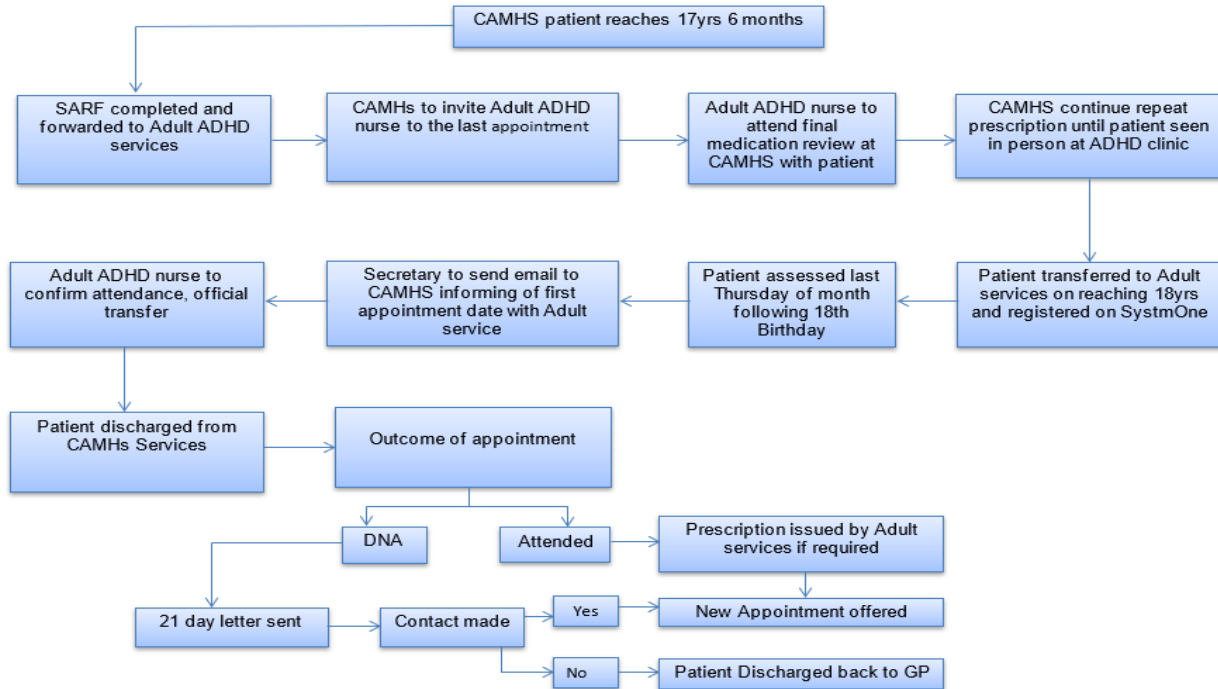 CAMHS patient reaches 17yrs 6 months
SARF completed and
forwarded to Adult ADHD
services
CAMHs to invite Adult ADHD
nurse to the last appointment
Adult ADHD nurse to
attend final
medication review at
CAMHS with patient
CAMHS continue repeat
prescription until patient seen
in person at ADHD clinic
Patient transferred to Adult
services on reaching 18yrs
and registered on SystmOne
Patient assessed last
Thursday of month
following 18th
Birthday
Secretary to send email to
CAMHS informing of first
appointment date with Adult
service
Adult ADHD nurse to
confirm attendance, official
transfer
Patient discharged from
CAMHs Services
Outcome of appointment
DNA
Attended
Prescription issued by Adult
services if required
21 day letter sent
Contact made
Yes
New Appointment offered
No
Patient Discharged back to GP